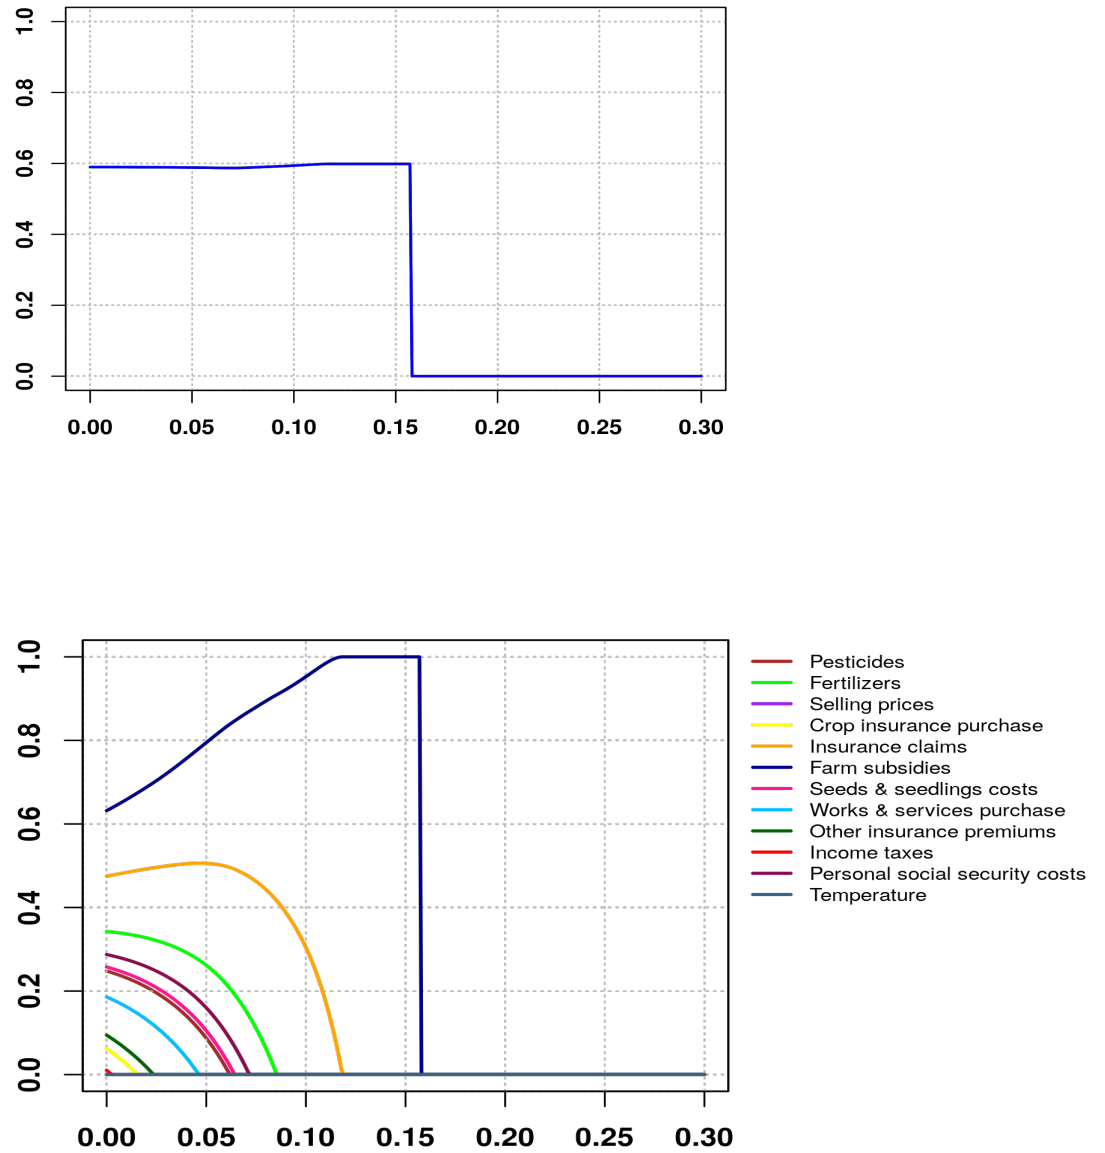 1.0
0.8
0.6
0.4
0.2
0.0
0.00 0.05 0.10 0.15 0.20 0.25 0.30
1.0
0.8
0.6
0.4
0.2
0.0
0.00 0.05 0.10 0.15 0.20 0.25 0.30
Pesticides
Fertilizers
Selling prices
Crop insurance purchase
Insurance claims
Farm subsidies
Seeds & seedlings costs
Works & services purchase
Other insurance premiums
Income taxes
Personal social security costs
Temperature